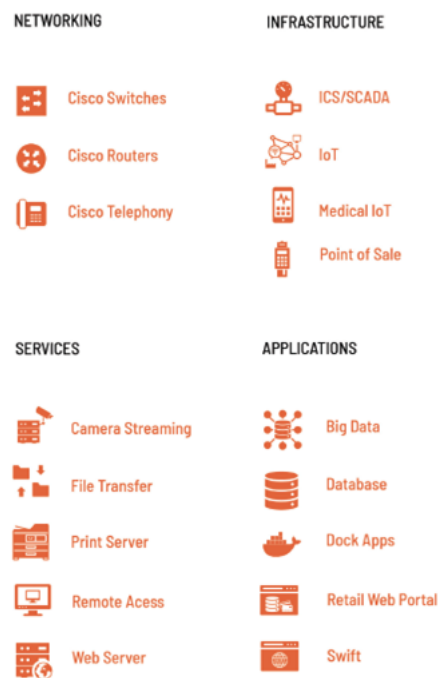 NETWORKING
Cisco Switches
Cisco Routers
Cisco Telephony
INFRASTRUCTURE
ICS/SCADA
IoT
Medical IoT
Point of Sale
SERVICES
Camera Streaming
File Transfer
Print Server
Remote Acess
Web Server
APPLICATIONS
Big Data
Database
Dock Apps
Retail Web Portal
Swift